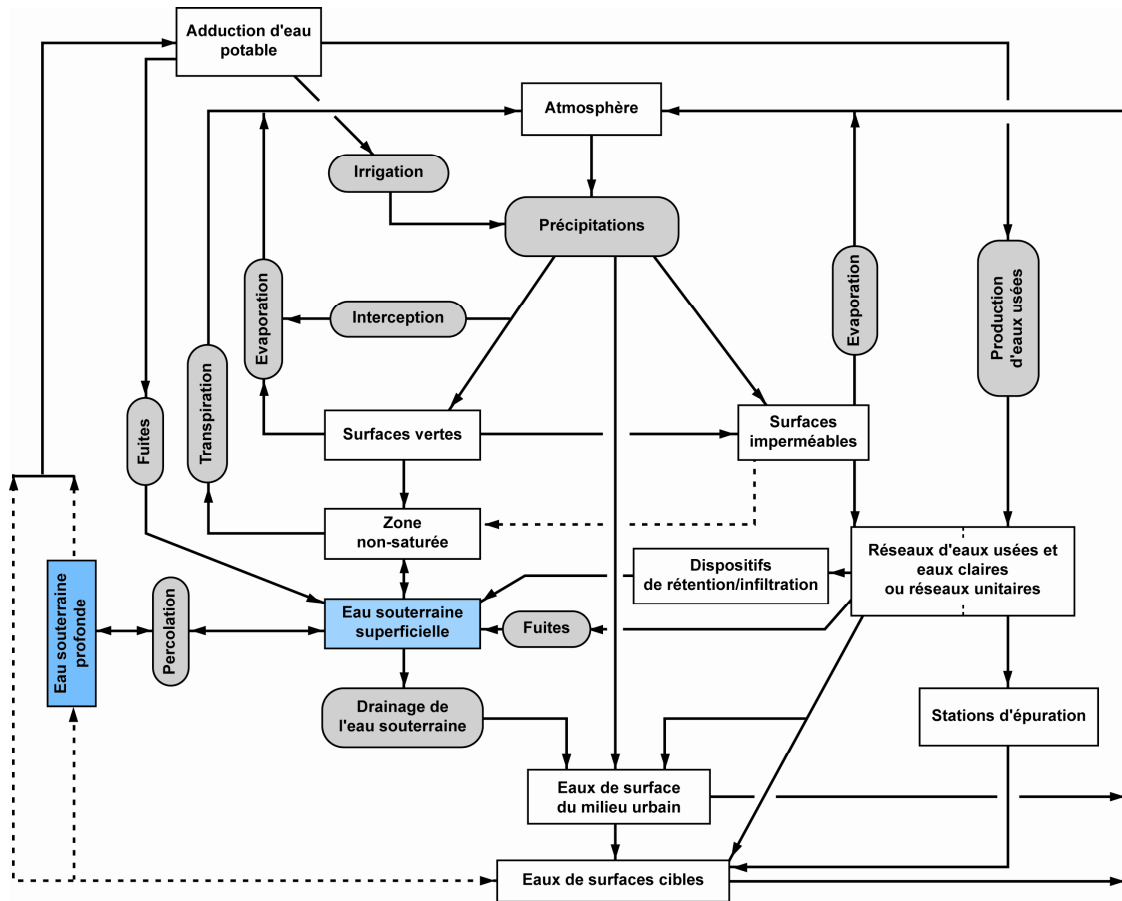 Adduction d'eau
potable
Atmosphère
Irrigation
Précipitations
Evaporation
Interception
Evaporation
Production
d'eaux usées
Transpiration
Fuites
Surfaces vertes
Surfaces
imperméables
Zone
non-saturée
Dispositifs
de rétention/infiltration
Réseaux d'eaux usées et
eaux claires
ou réseaux unitaires
Eau souterraine
profonde
Percolation
Eau souterraine
superficielle
Fuites
Drainage de
l'eau souterraine
Stations d'épuration
Eaux de surface
du milieu urbain
Eaux de surfaces cibles